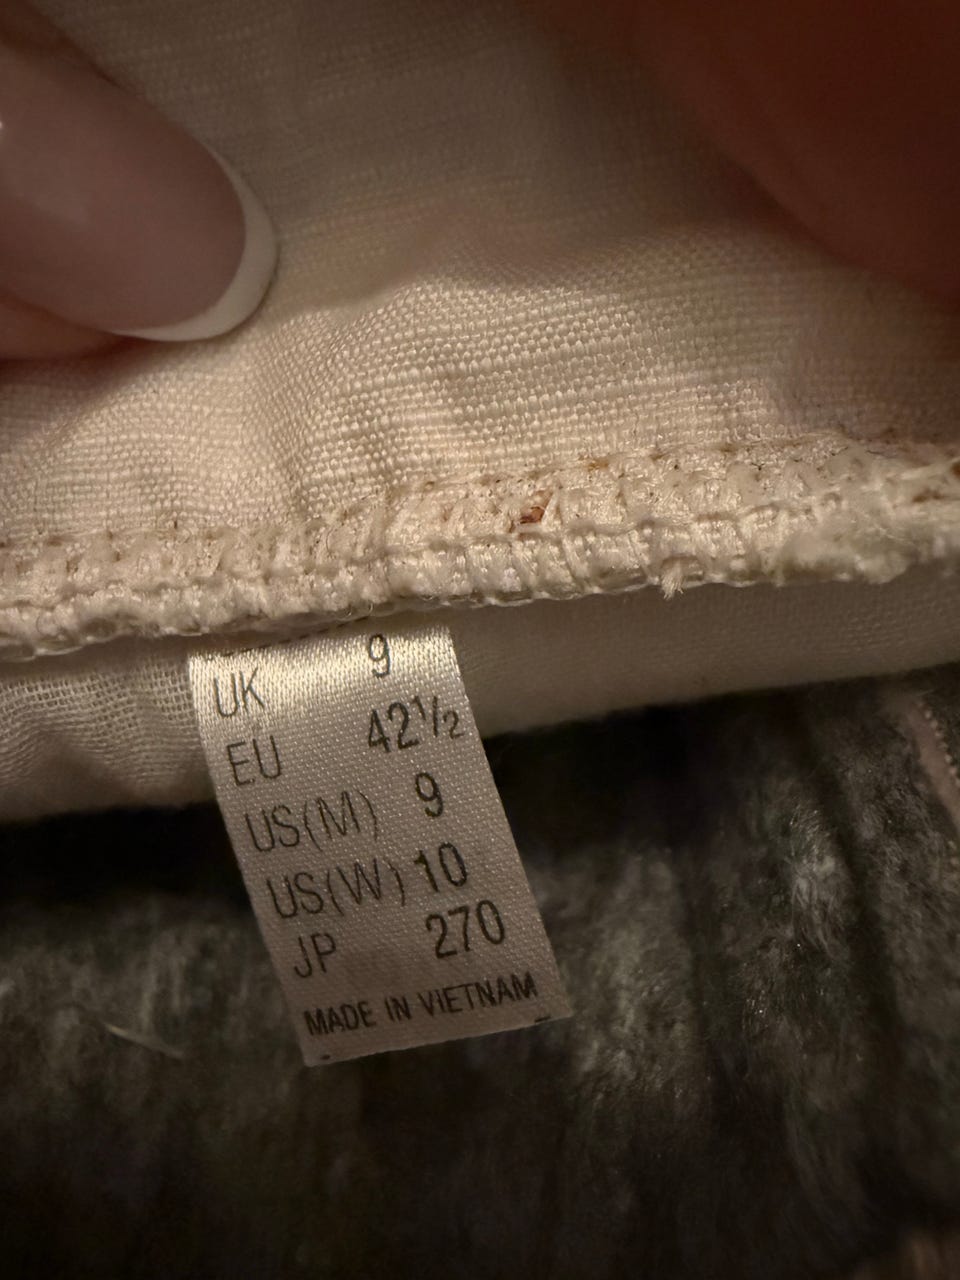 UK 9
EU 42½
US(M) 9
US(W) 10
JP 270
MADE IN VIETNAM